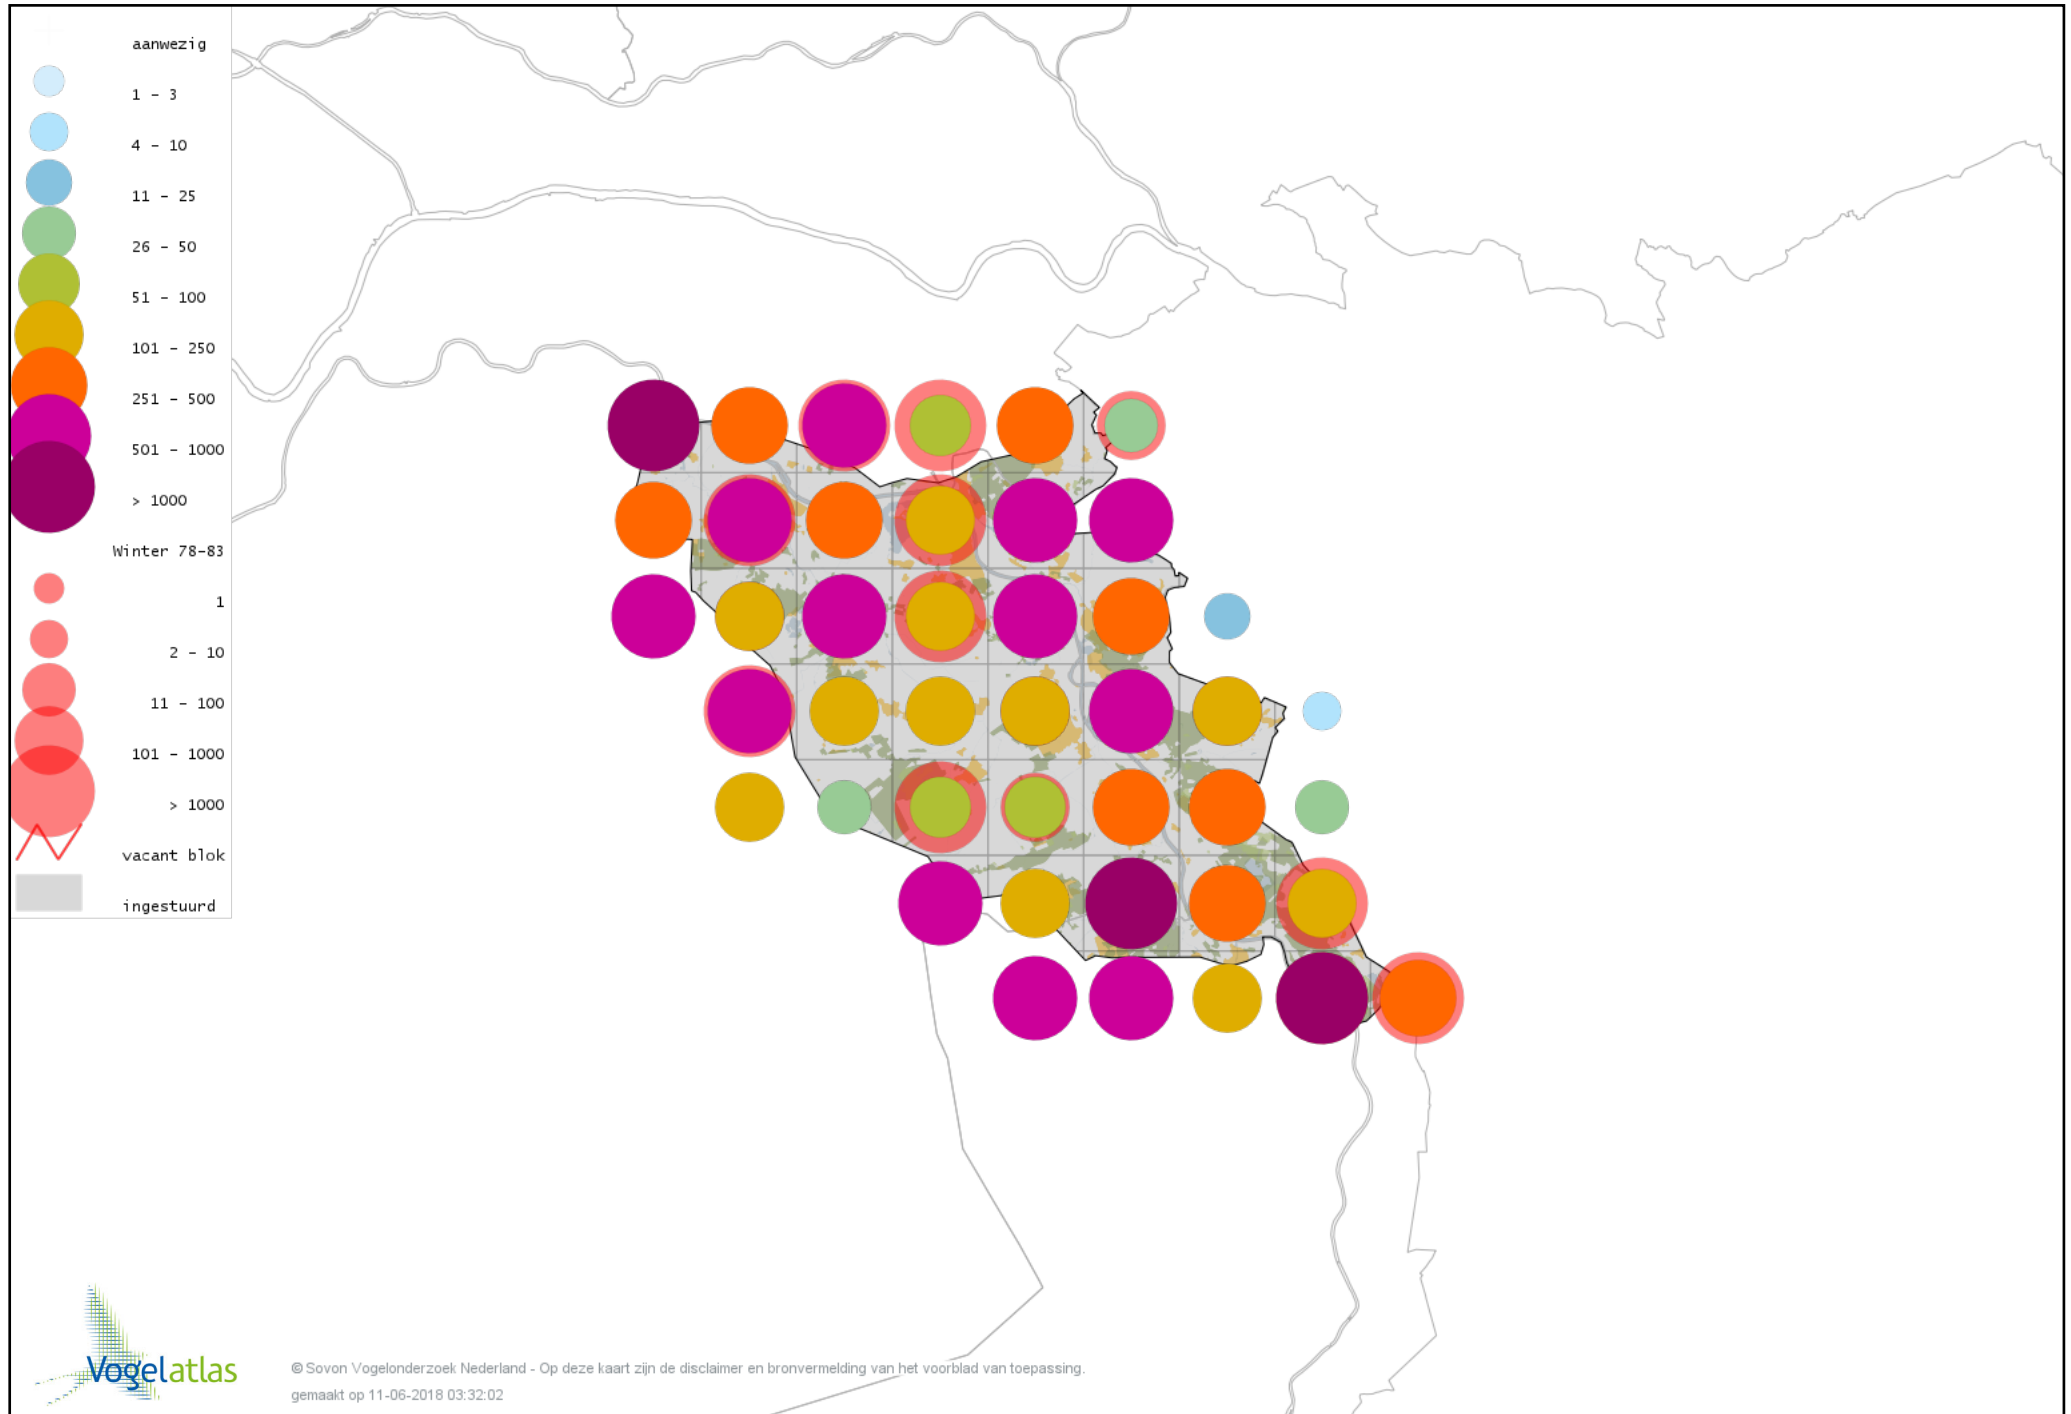 aanwezig
1 - 3
4 - 10
11 - 25
26 - 50
51 - 100
101 - 250
251 - 500
501 - 1000
> 1000
Winter 78-83
1
2 - 10
11 - 100
101 - 1000
> 1000
vacant blok
ingestuurd
Vogelatlas
© Sovon Vogelonderzoek Nederland - Op deze kaart zijn de disclaimer en bronvermelding van het voorblad van toepassing.
gemaakt op 11-06-2018 03:32:02